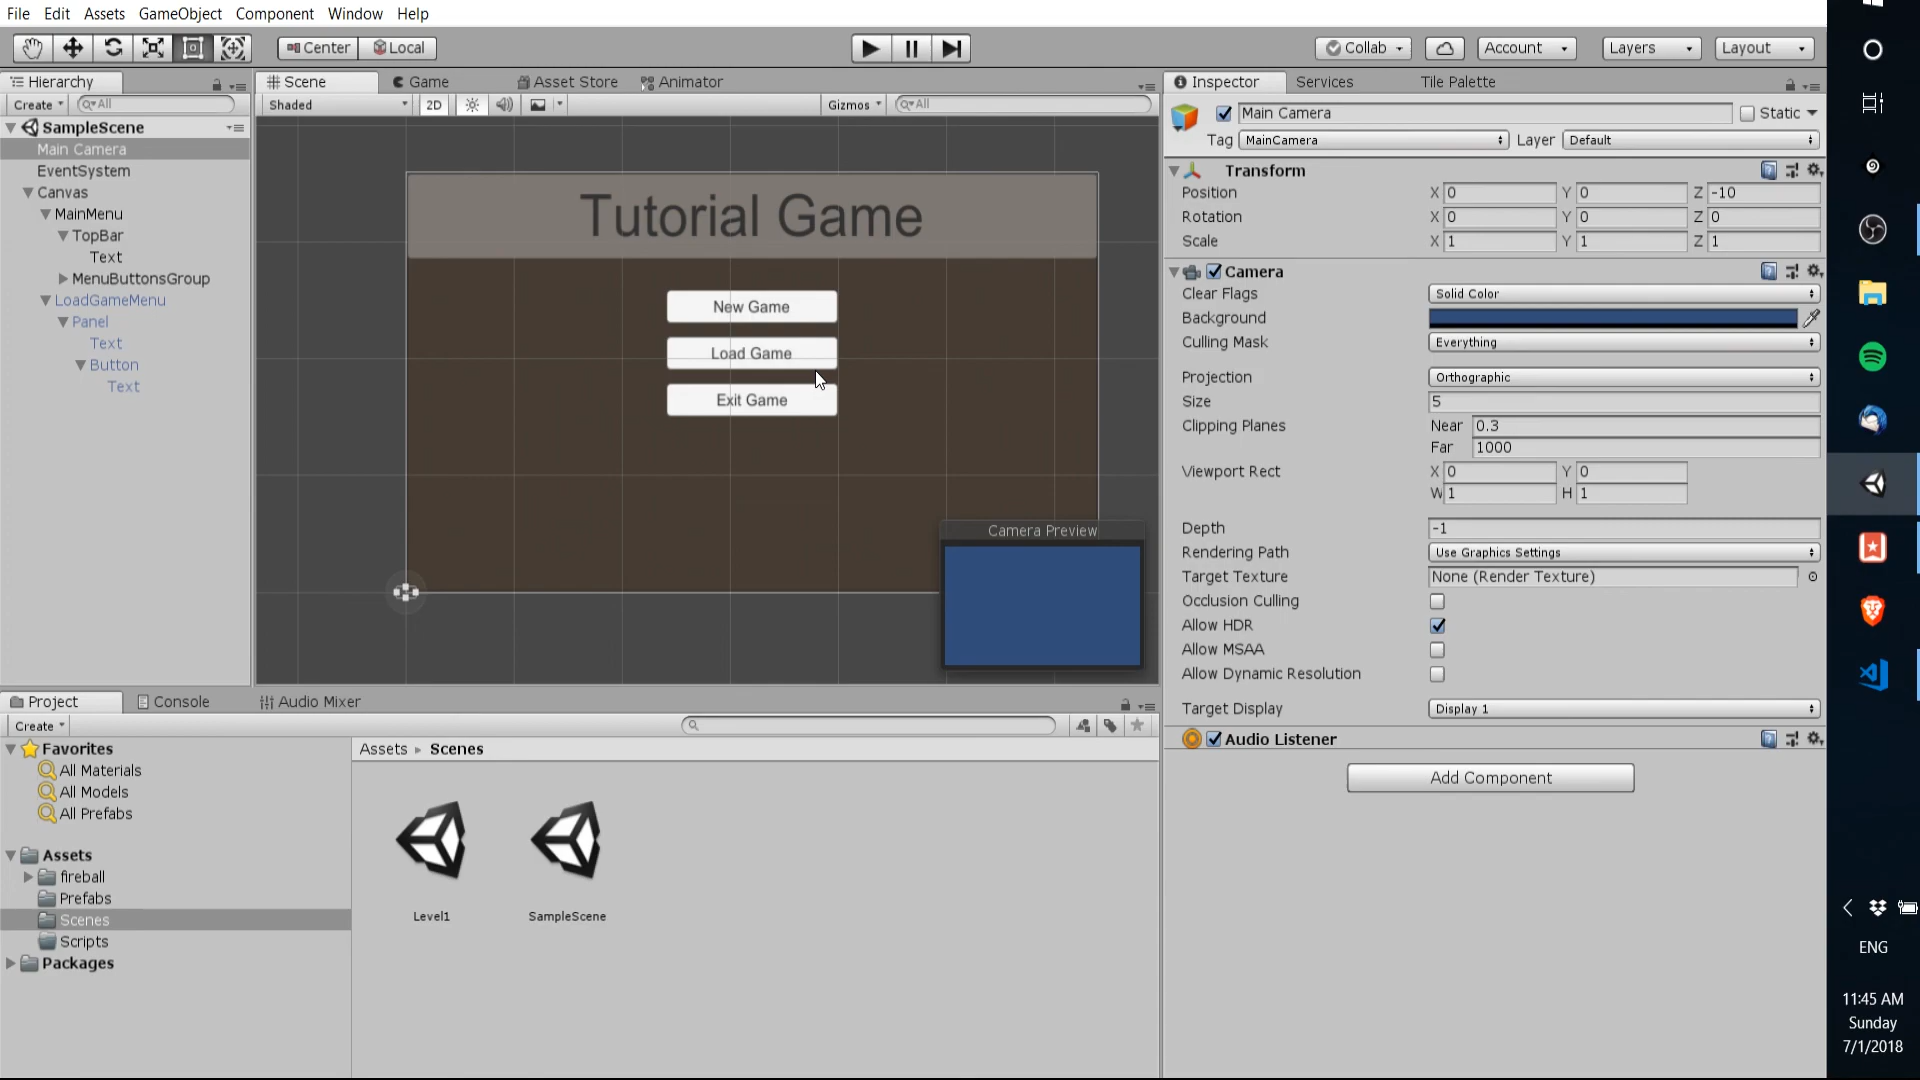 File Edit Assets GameObject Component Window Help
Center Local Collab Account Layers Layout
Hierarchy
Create All
SampleScene
Main Camera
EventSystem
Canvas
MainMenu
TopBar
Text
MenuButtonsGroup
LoadGameMenu
Panel
Text
Button
Text
Scene Game Asset Store Animator
Shaded 2D Gizmos All
Tutorial Game
New Game
Load Game
Exit Game
Camera Preview
Inspector Services Tile Palette
Main Camera Static
Tag MainCamera Layer Default
Transform
Position X 0 Y 0 Z -10
Rotation X 0 Y 0 Z 0
Scale X 1 Y 1 Z 1
Camera
Clear Flags Solid Color
Background
Culling Mask Everything
Projection Orthographic
Size 5
Clipping Planes Near 0.3
Far 1000
Viewport Rect X 0 Y 0
W 1 H 1
Depth -1
Rendering Path Use Graphics Settings
Target Texture None (Render Texture)
Occlusion Culling
Allow HDR
Allow MSAA
Allow Dynamic Resolution
Target Display Display 1
Audio Listener
Add Component
Project Console Audio Mixer
Create
Favorites
All Materials
All Models
All Prefabs
Assets
fireball
Prefabs
Scenes
Scripts
Packages
Assets Scenes
Level1 SampleScene
ENG
11:45 AM
Sunday
7/1/2018